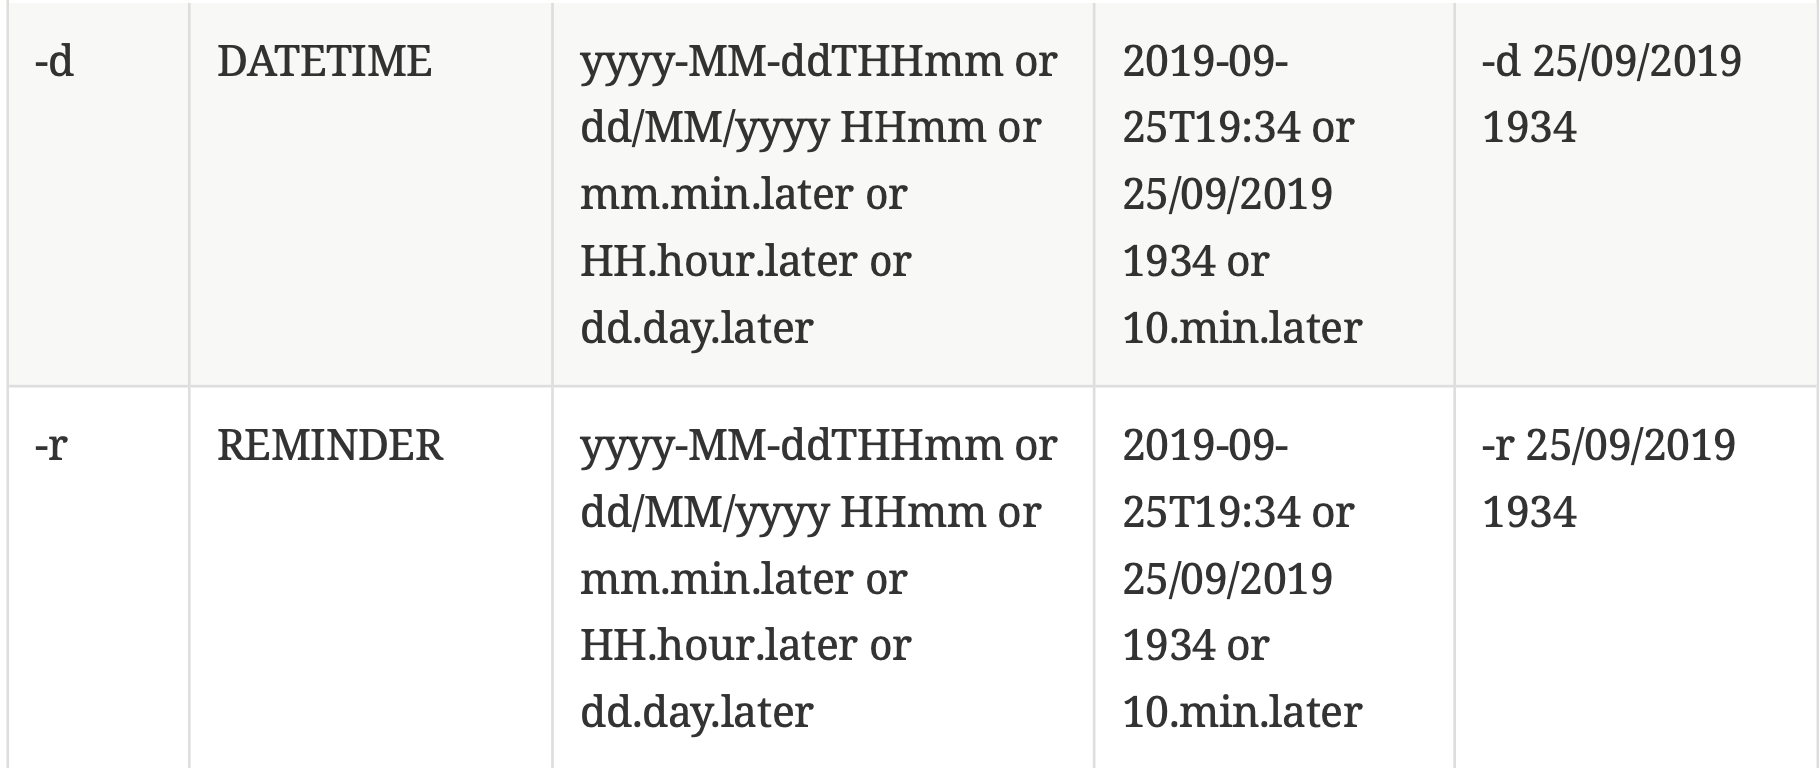 -d
DATETIME
yyyy-MM-ddTHHmm or
dd/MM/yyyy HHmm or
mm.min.later or
HH.hour.later or
dd.day.later
2019-09-
25T19:34 or
25/09/2019
1934 or
10.min.later
-d 25/09/2019
1934
-r
REMINDER
yyyy-MM-ddTHHmm or
dd/MM/yyyy HHmm or
mm.min.later or
HH.hour.later or
dd.day.later
2019-09-
25T19:34 or
25/09/2019
1934 or
10.min.later
-r 25/09/2019
1934